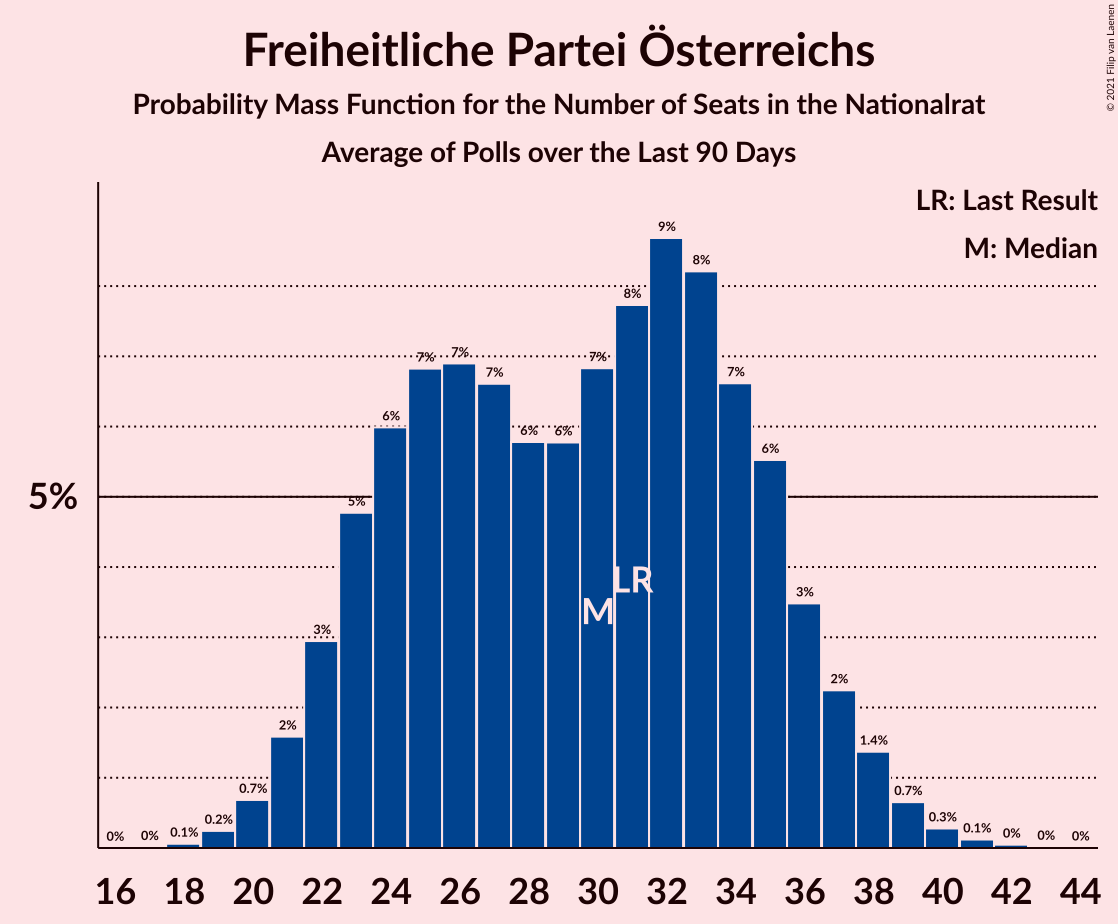 Freiheitliche Partei Österreichs
Probability Mass Function for the Number of Seats in the Nationalrat
Average of Polls over the Last 90 Days
© 2021 Filip van Laenen
LR: Last Result
M: Median
5%
0% 0% 0.1% 0.2% 0.7% 2% 3% 5% 6% 7% 7% 7% 6% 6% 7% 8% 9% 8% 7% 6% 3% 2% 1.4% 0.7% 0.3% 0.1% 0% 0% 0%
LR
M
16 18 20 22 24 26 28 30 32 34 36 38 40 42 44